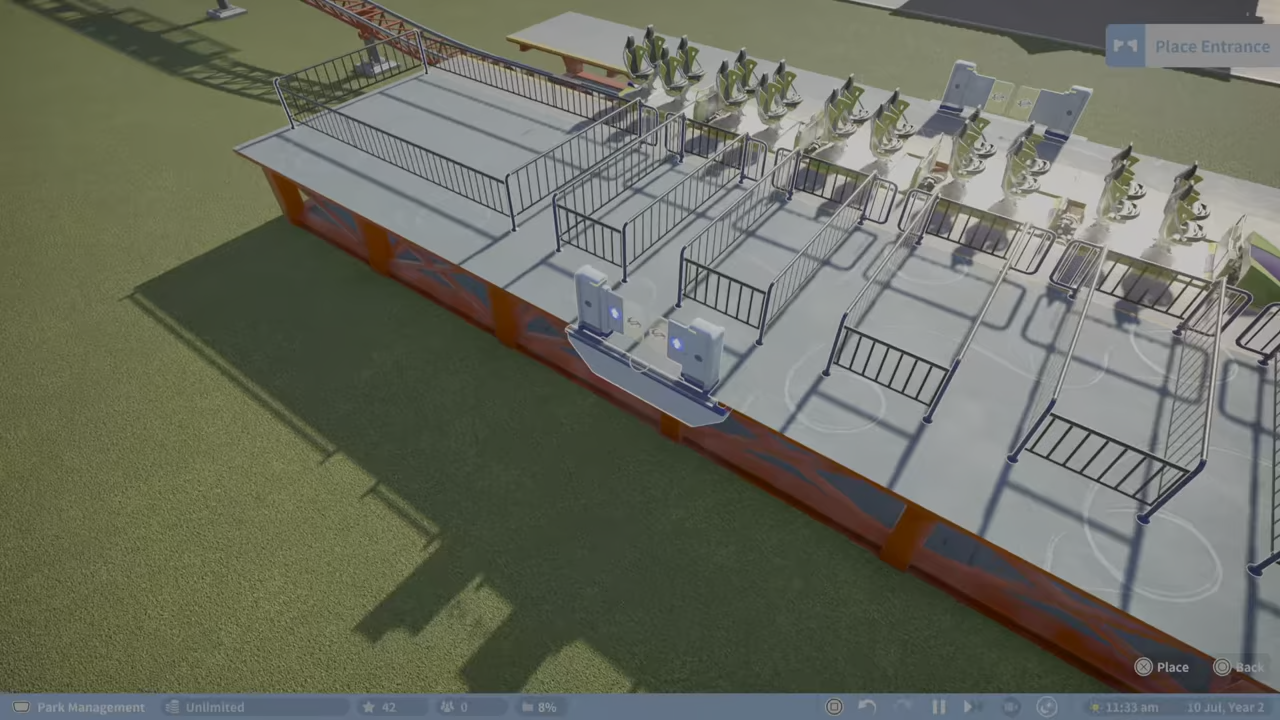 Place Entrance
Place
Back
Park Management
Unlimited
42
0
8%
11:33 am
10 Jul, Year 2